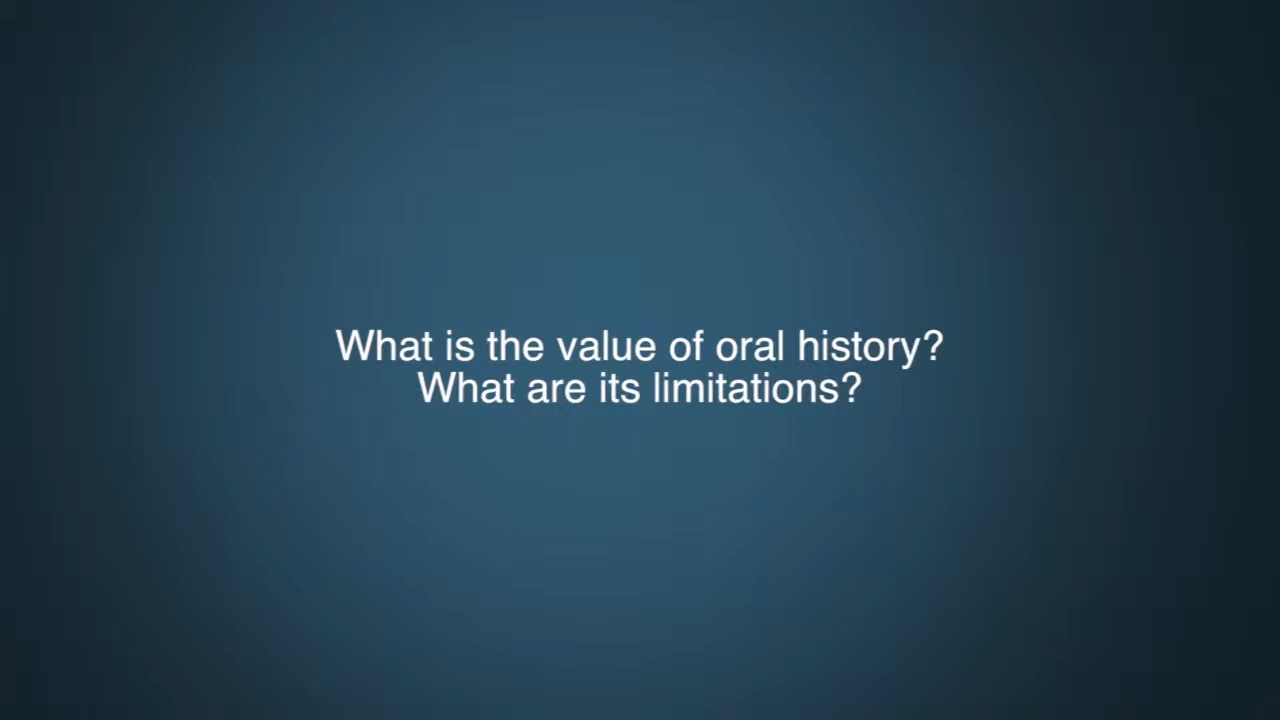 What is the value of oral history?
What are its limitations?